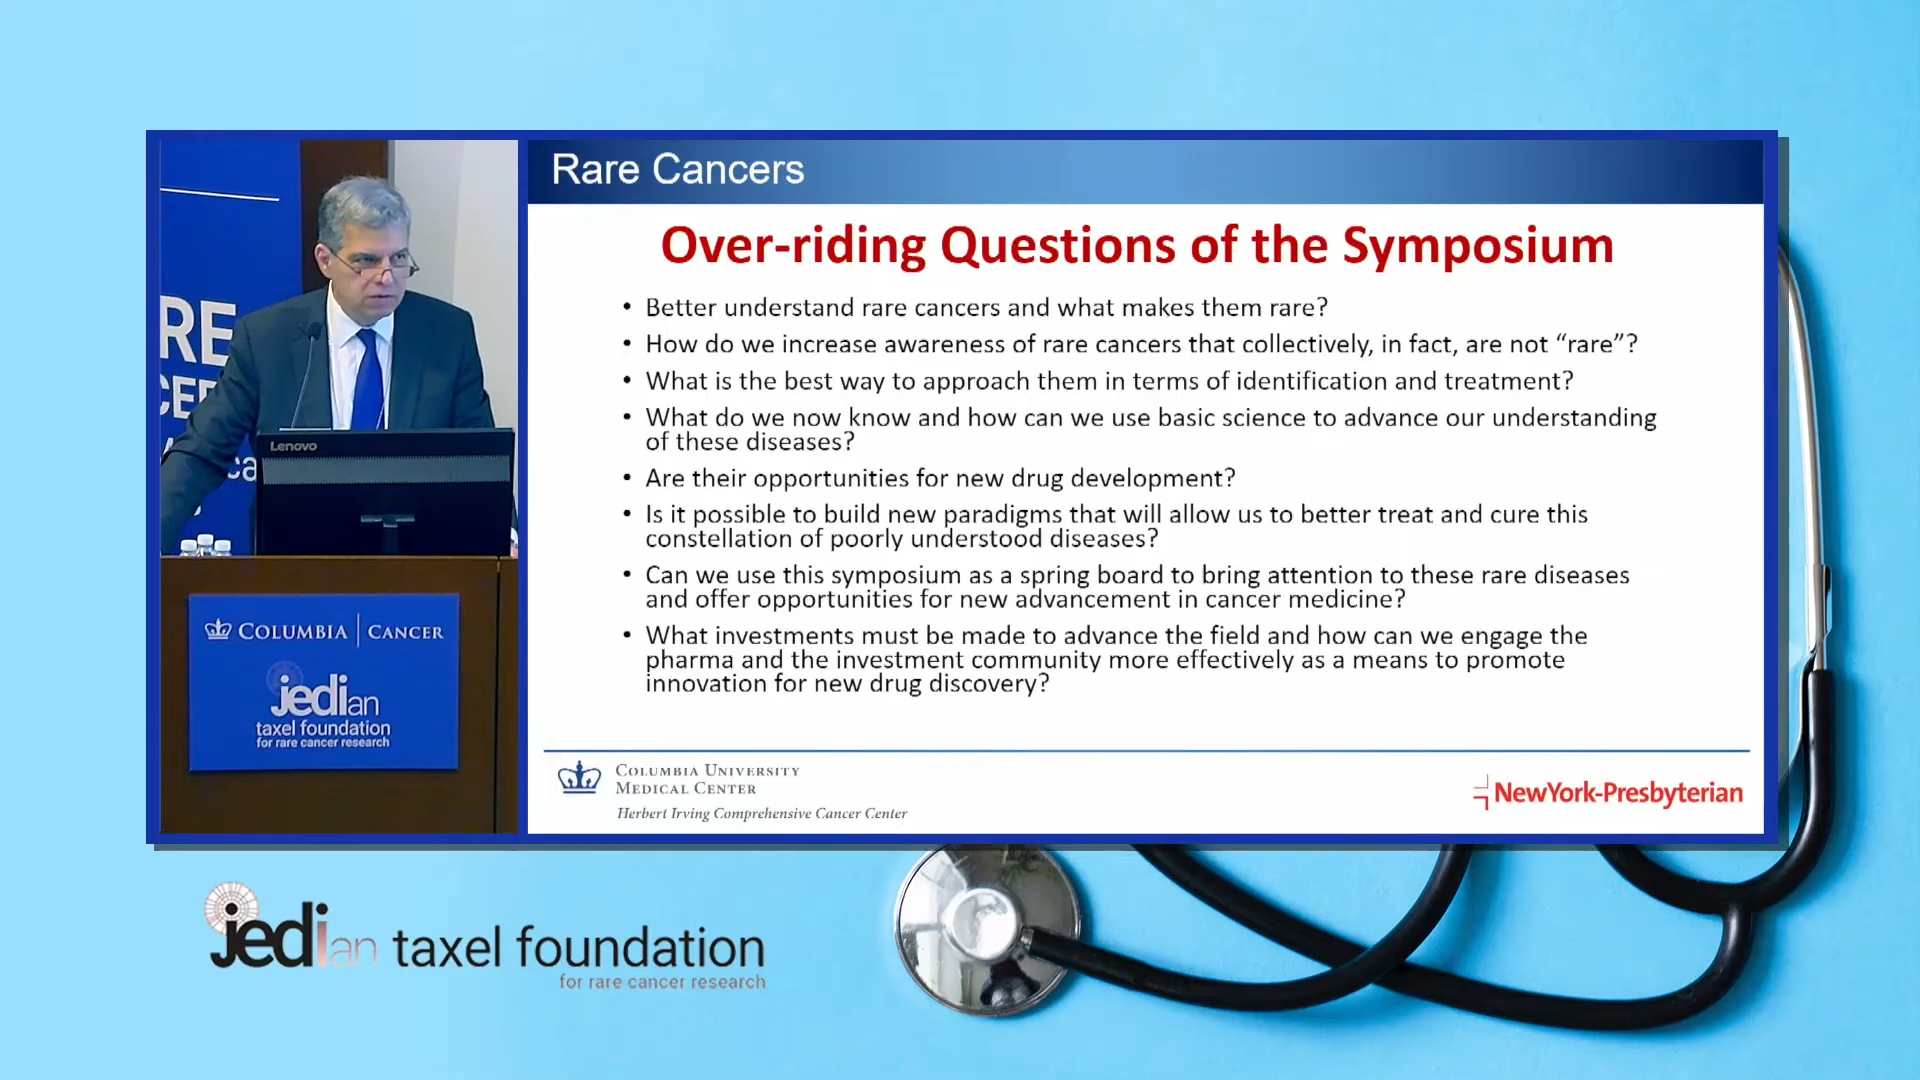 Rare Cancers
Over-riding Questions of the Symposium
• Better understand rare cancers and what makes them rare?
• How do we increase awareness of rare cancers that collectively, in fact, are not “rare”?
• What is the best way to approach them in terms of identification and treatment?
• What do we now know and how can we use basic science to advance our understanding
of these diseases?
• Are their opportunities for new drug development?
• Is it possible to build new paradigms that will allow us to better treat and cure this
constellation of poorly understood diseases?
• Can we use this symposium as a spring board to bring attention to these rare diseases
and offer opportunities for new advancement in cancer medicine?
• What investments must be made to advance the field and how can we engage the
pharma and the investment community more effectively as a means to promote
innovation for new drug discovery?
COLUMBIA UNIVERSITY
MEDICAL CENTER
Herbert Irving Comprehensive Cancer Center
NewYork-Presbyterian
RE
CER
ca
Lenovo
COLUMBIA | CANCER
jedian
taxel foundation
for rare cancer research
jedian taxel foundation
for rare cancer research